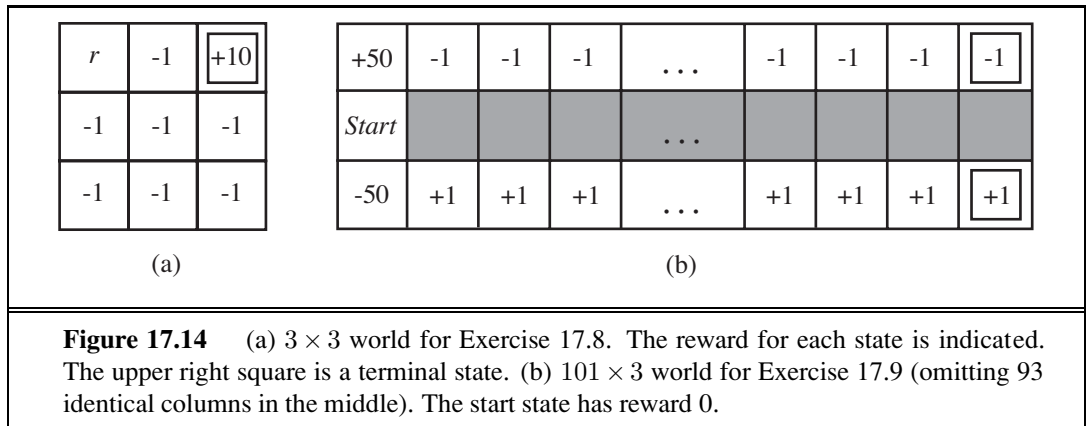 r -1 +10
-1 -1 -1
-1 -1 -1
(a)
+50 -1 -1 -1 ... -1 -1 -1 -1
Start ...
-50 +1 +1 +1 ... +1 +1 +1 +1
(b)
Figure 17.14 (a) 3 × 3 world for Exercise 17.8. The reward for each state is indicated.
The upper right square is a terminal state. (b) 101 × 3 world for Exercise 17.9 (omitting 93
identical columns in the middle). The start state has reward 0.